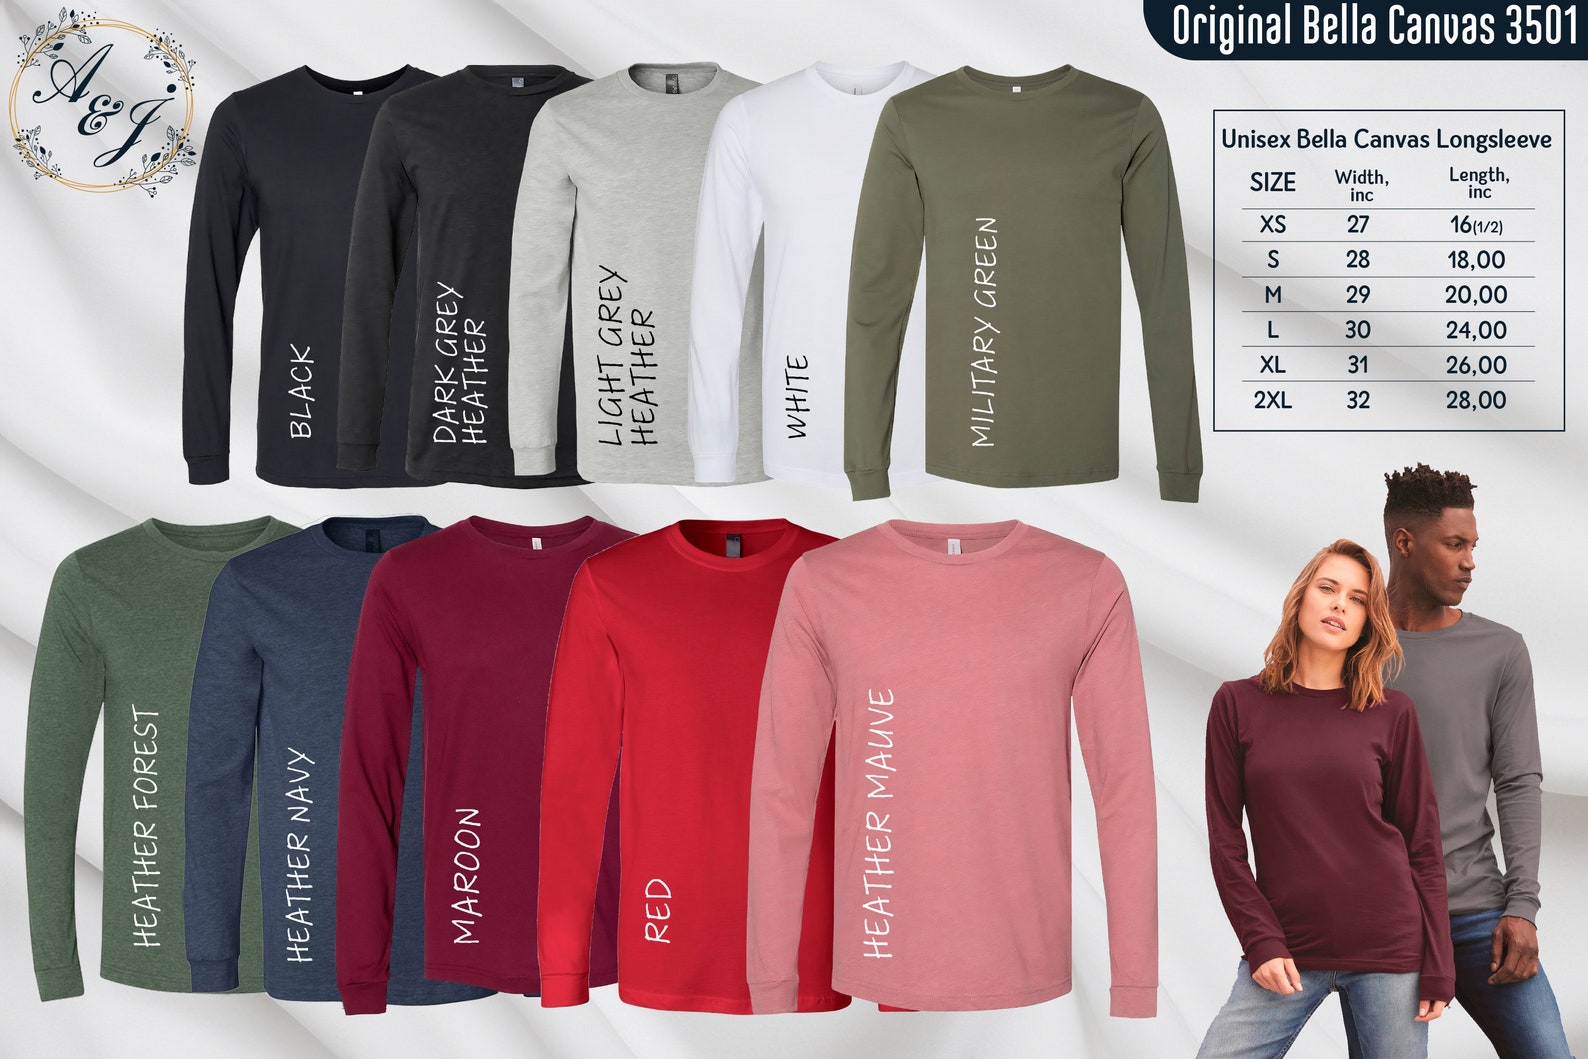 Original Bella Canvas 3501
A & J
Unisex Bella Canvas Longsleeve
SIZE Width, inc Length, inc
XS 27 16(1/2)
S 28 18,00
M 29 20,00
L 30 24,00
XL 31 26,00
2XL 32 28,00
BLACK
DARK GREY
HEATHER
LIGHT GREY
HEATHER
WHITE
MILITARY GREEN
HEATHER FOREST
HEATHER NAVY
MAROON
RED
HEATHER MAUVE